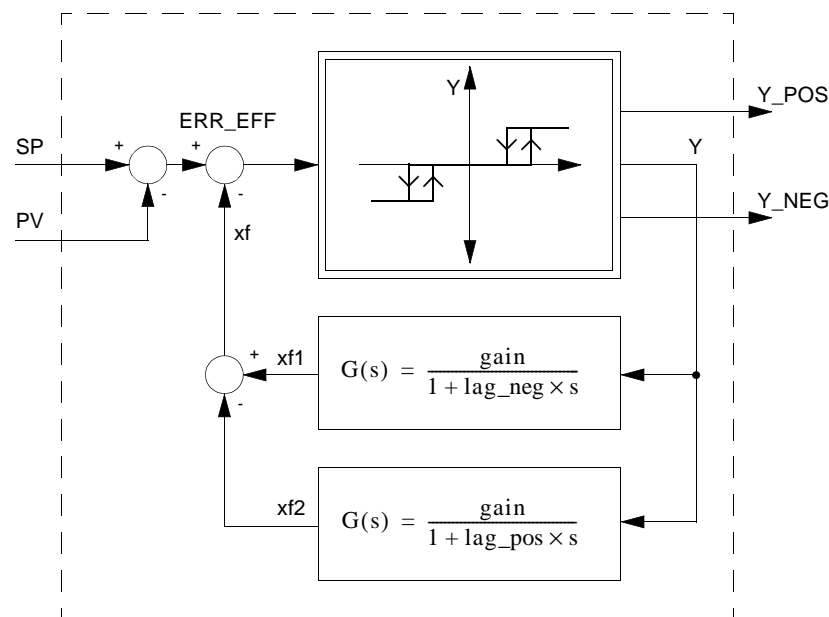 Y_POS
Y
ERR_EFF
SP
+
+
Y
-
-
PV
Y_NEG
xf
xf1
+
G(s) = gain / (1 + lag_neg × s)
-
xf2
G(s) = gain / (1 + lag_pos × s)